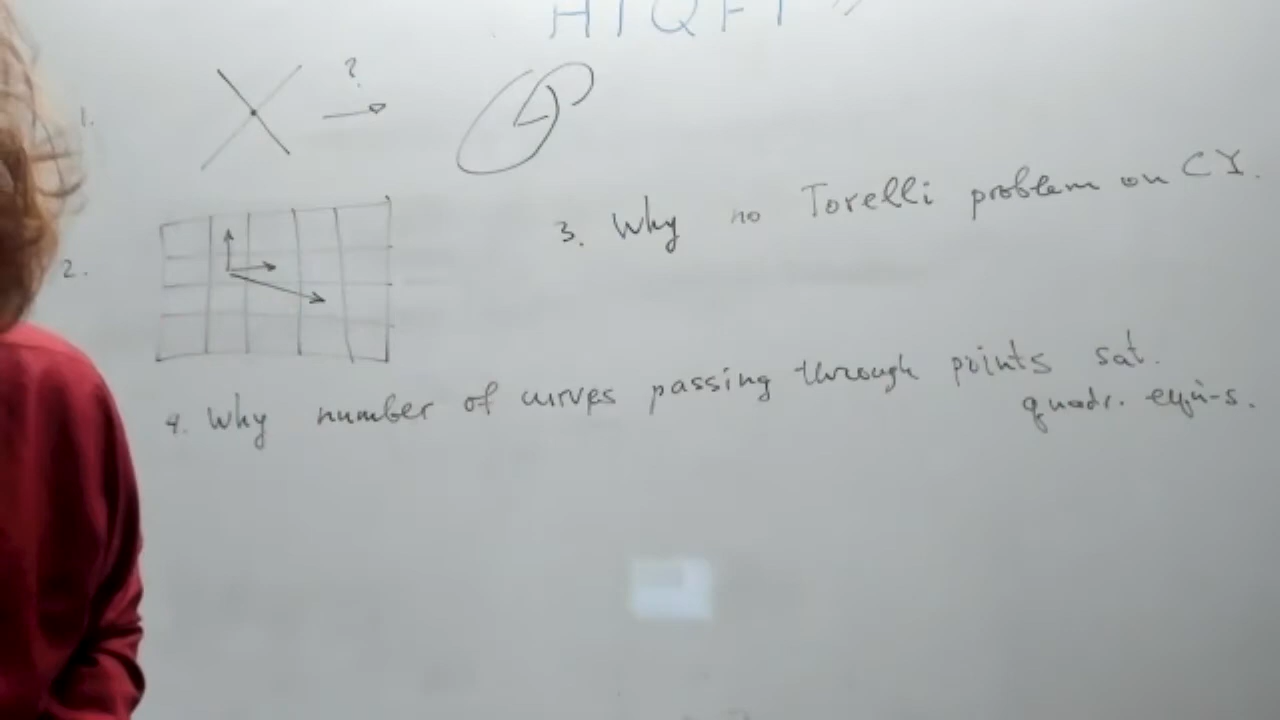 HTQFT
1.
?
2.
3. Why no Torelli problem on CY.
4. Why number of curves passing through points sat.
quadr. eqn-s.